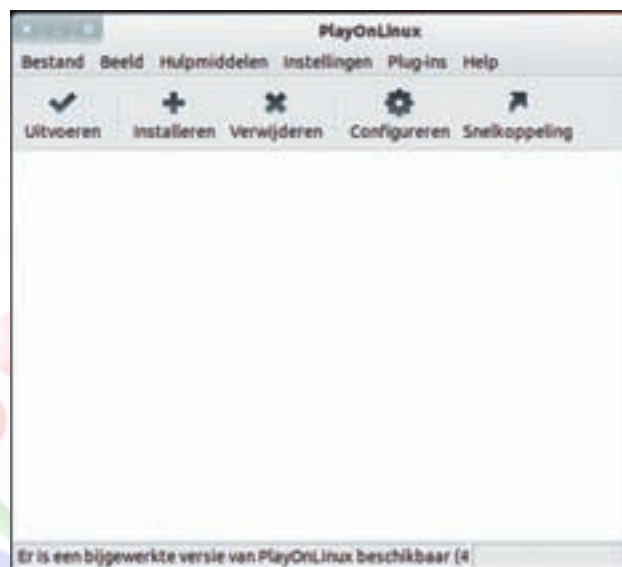 PlayOnLinux
Bestand Beeld Hulpmiddelen Instellingen Plug-ins Help
Uitvoeren Installeren Verwijderen Configureren Snelkoppeling
Er is een bijgewerkte versie van PlayOnLinux beschikbaar (4